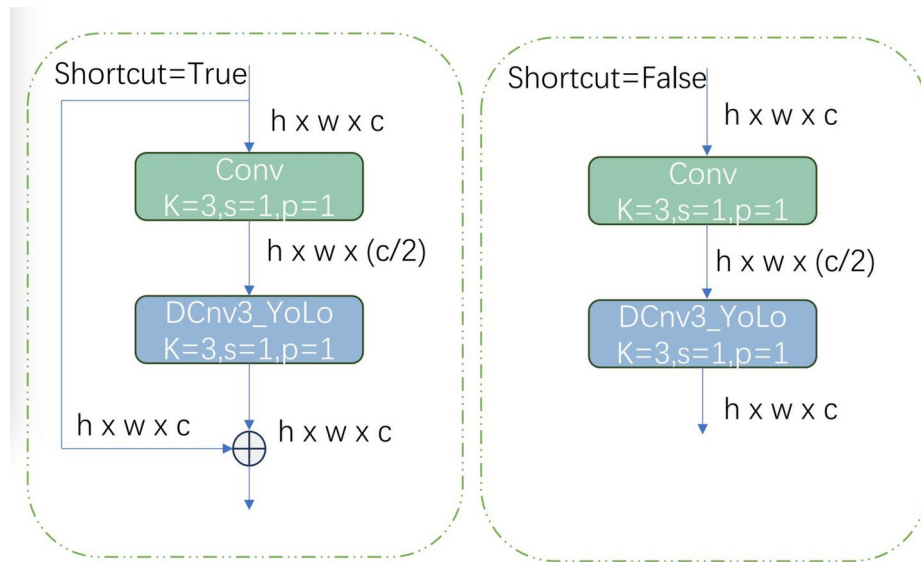 Shortcut=True
h x w x c
Conv
K=3,s=1,p=1
h x w x (c/2)
DCnv3_YoLo
K=3,s=1,p=1
h x w x c
h x w x c
Shortcut=False
h x w x c
Conv
K=3,s=1,p=1
h x w x (c/2)
DCnv3_YoLo
K=3,s=1,p=1
h x w x c